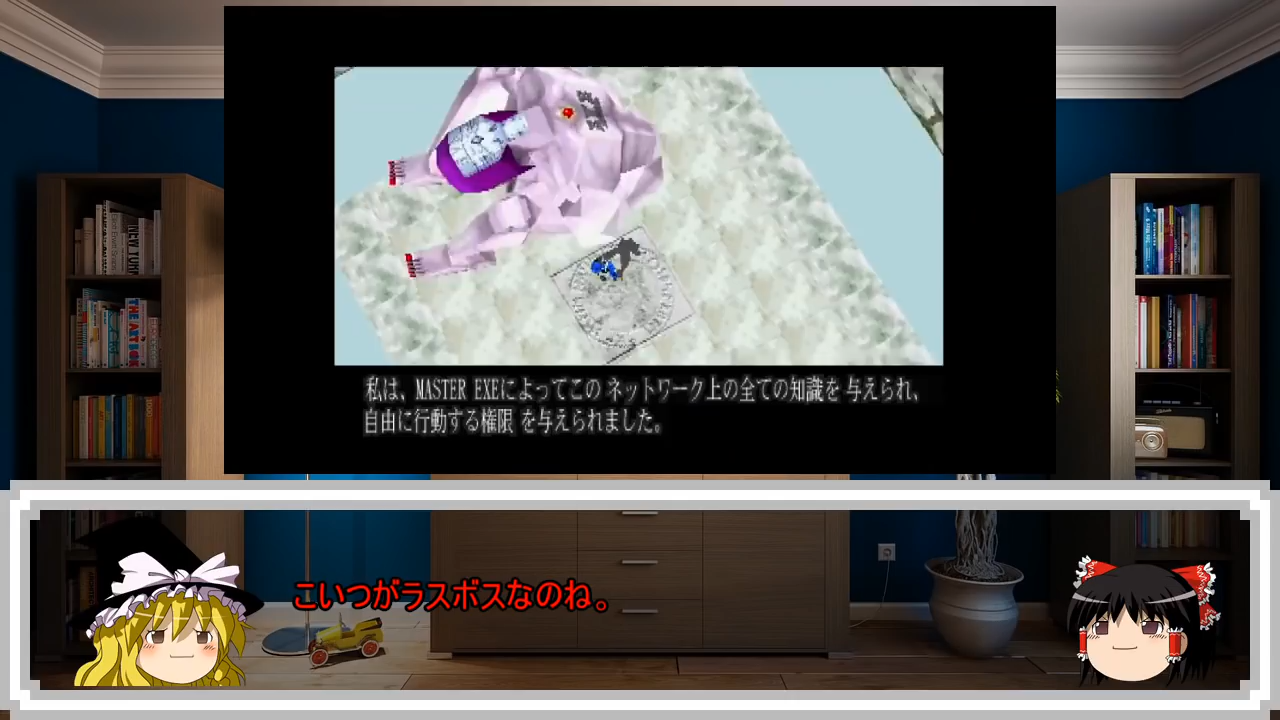 私は、MASTER EXEによってこの ネットワーク上の全ての知識を 与えられ、
自由に行動する権限 を与えられました。
こいつがラスボスなのね。